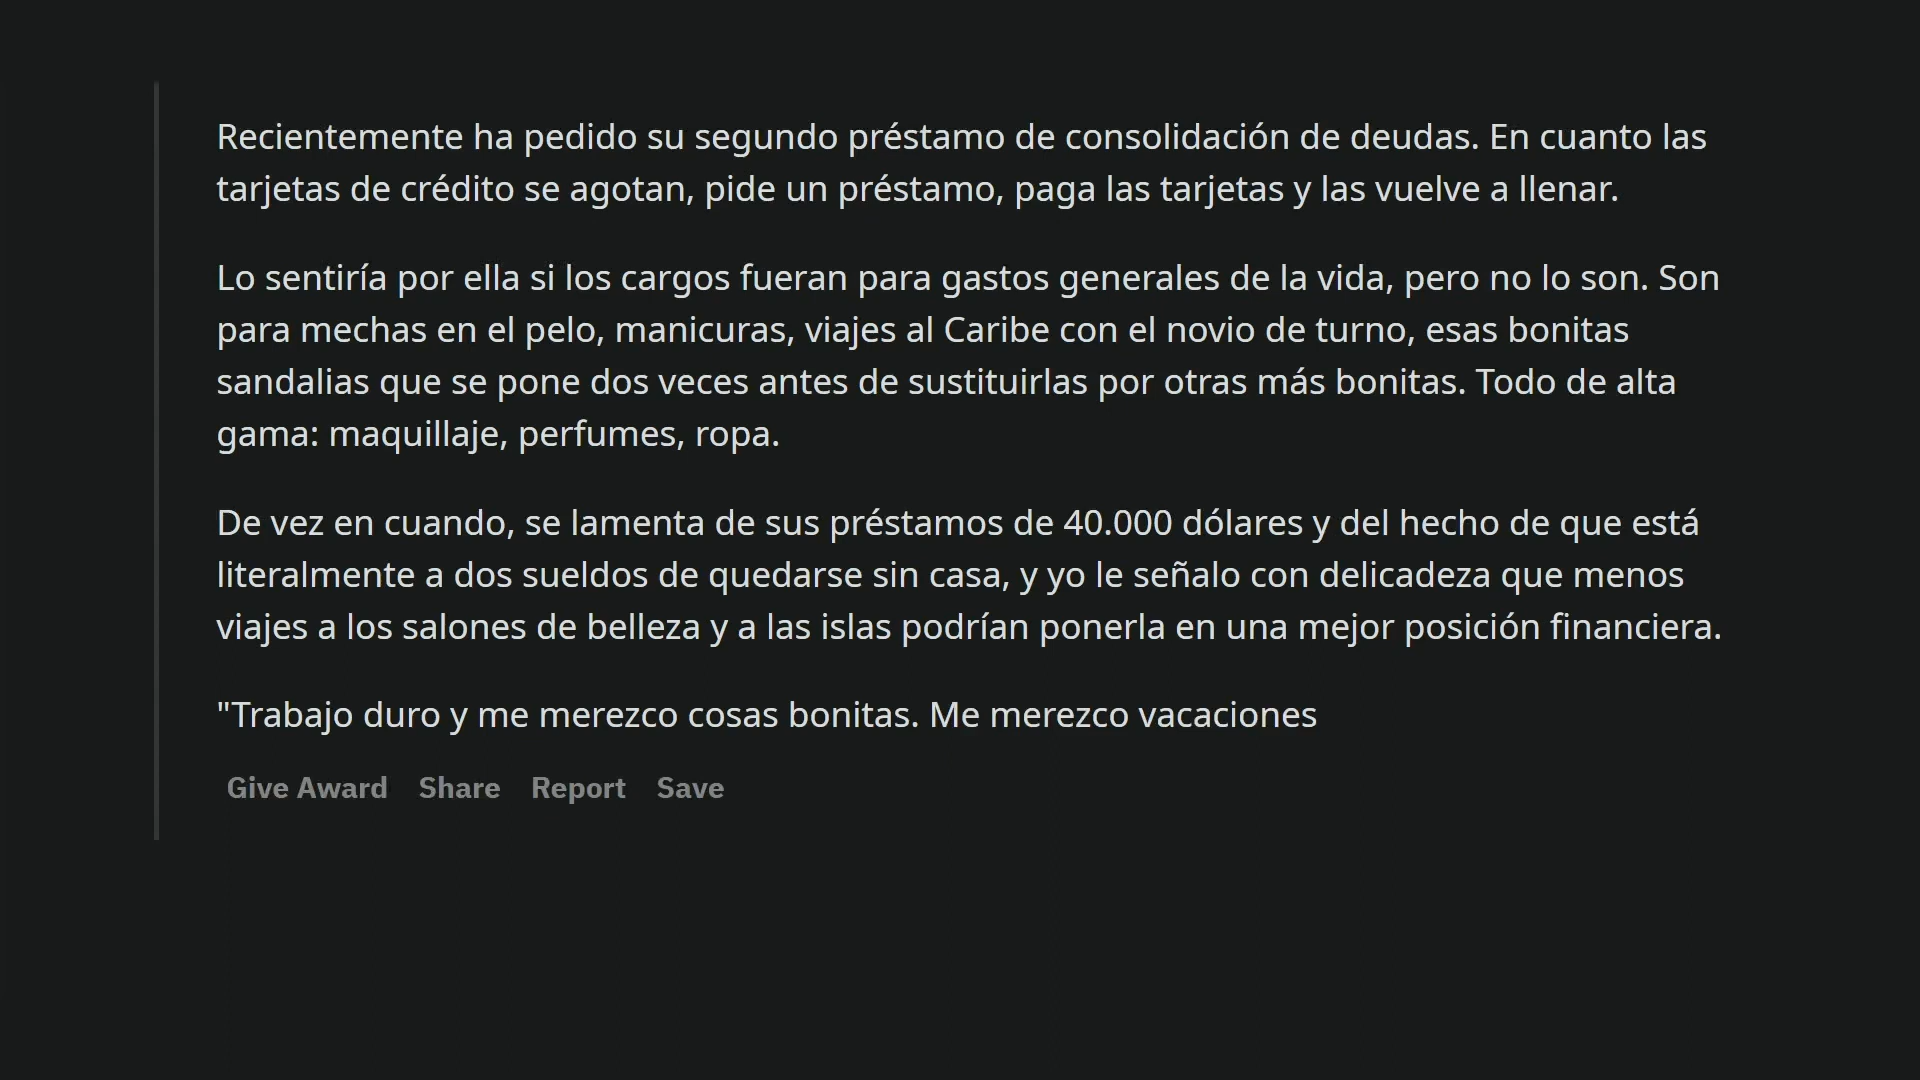 Recientemente ha pedido su segundo préstamo de consolidación de deudas. En cuanto las
tarjetas de crédito se agotan, pide un préstamo, paga las tarjetas y las vuelve a llenar.
Lo sentiría por ella si los cargos fueran para gastos generales de la vida, pero no lo son. Son
para mechas en el pelo, manicuras, viajes al Caribe con el novio de turno, esas bonitas
sandalias que se pone dos veces antes de sustituirlas por otras más bonitas. Todo de alta
gama: maquillaje, perfumes, ropa.
De vez en cuando, se lamenta de sus préstamos de 40.000 dólares y del hecho de que está
literalmente a dos sueldos de quedarse sin casa, y yo le señalo con delicadeza que menos
viajes a los salones de belleza y a las islas podrían ponerla en una mejor posición financiera.
"Trabajo duro y me merezco cosas bonitas. Me merezco vacaciones
Give Award Share Report Save